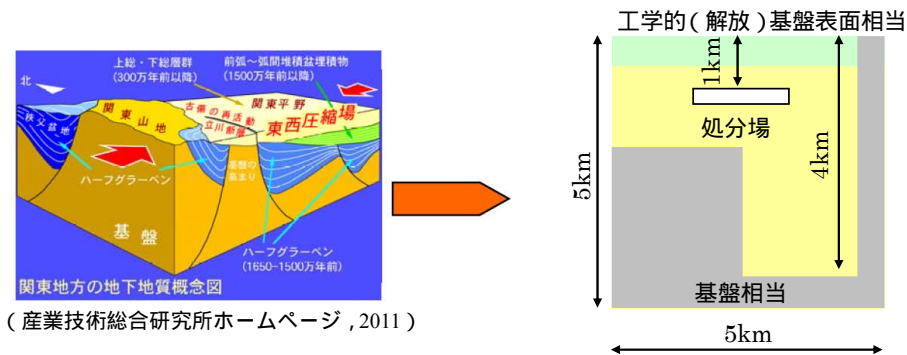 上総・下総層群
(300万年前以降)
前弧～弧間堆積盆埋積物
(1500万年前以降)
北
秩父盆地
関東山地
関東平野
古傷の再活動
立川断層
東西圧縮場
ハーフグラーベン
基盤の
高まり
基盤
ハーフグラーベン
(1650-1500万年前)
関東地方の地下地質概念図
(産業技術総合研究所ホームページ,2011)
工学的(解放)基盤表面相当
1km
処分場
4km
5km
基盤相当
5km